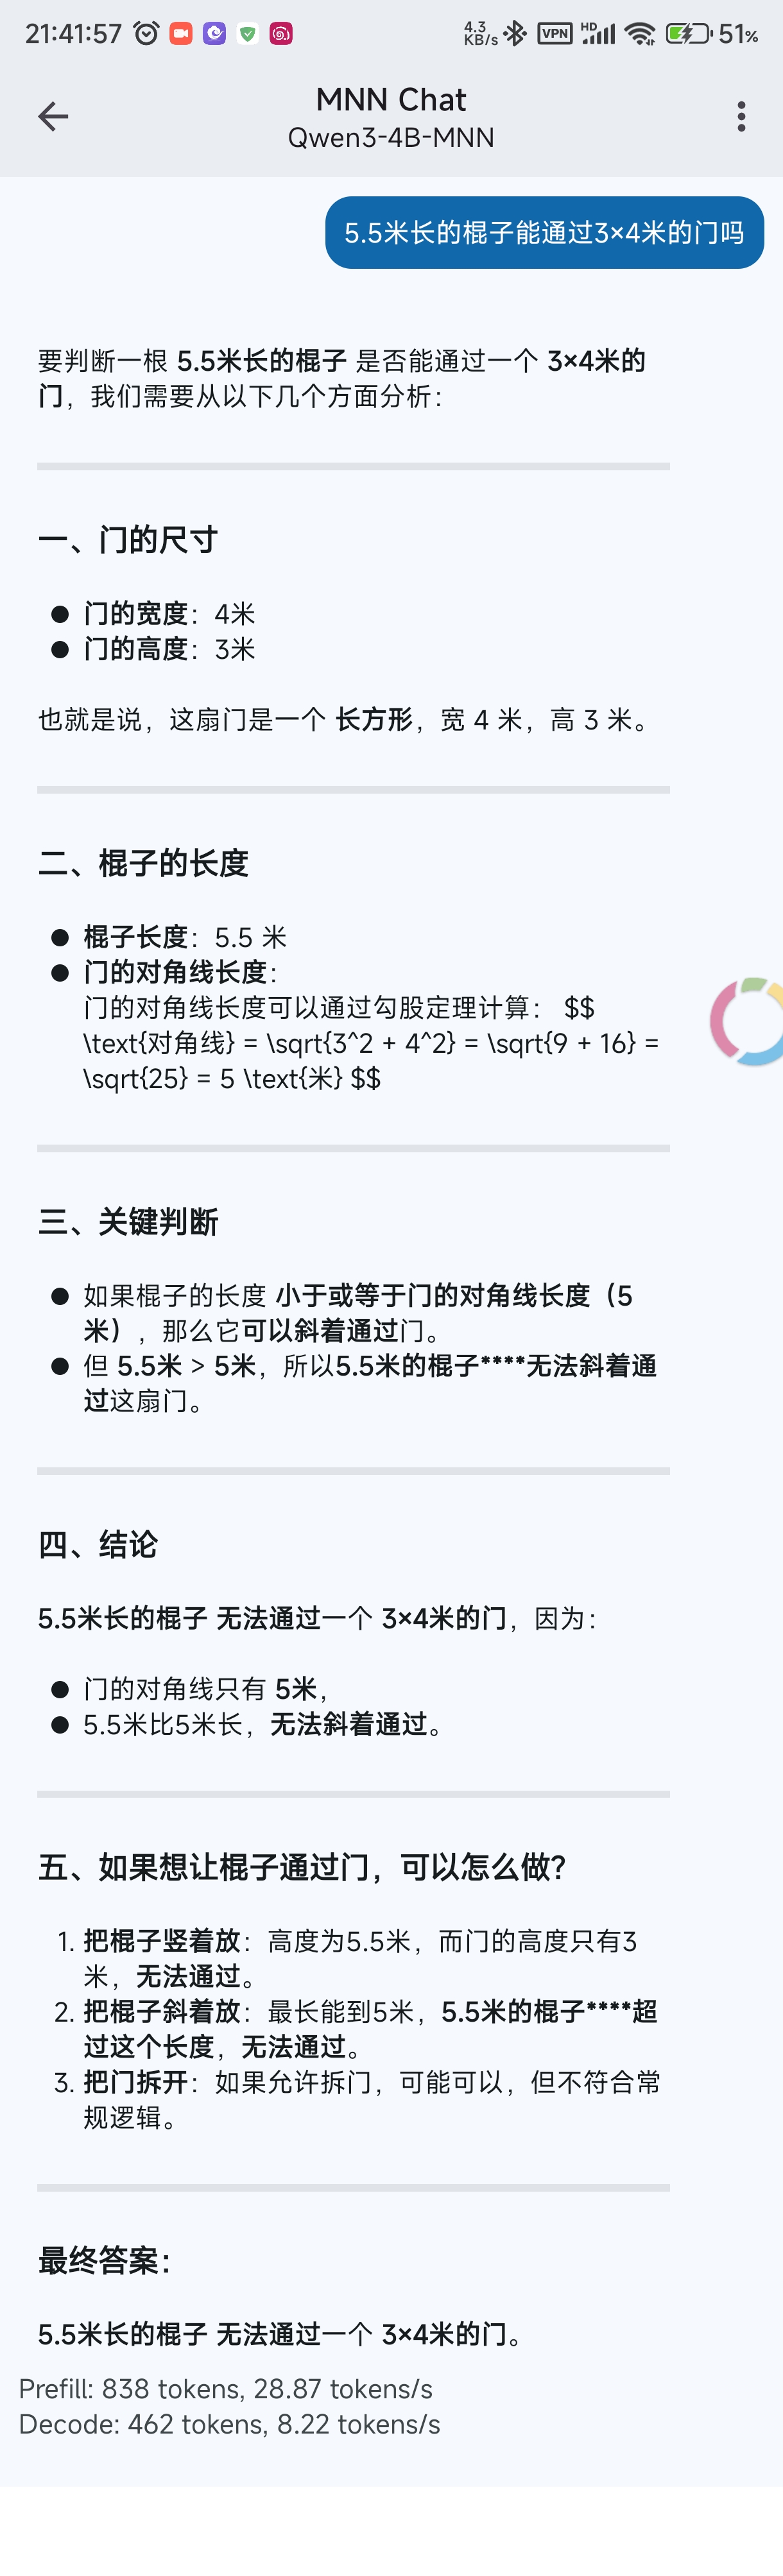 21:41:57 4.3 KB/s VPN HD 51%
MNN Chat
Qwen3-4B-MNN
5.5米长的棍子能通过3×4米的门吗
要判断一根 5.5米长的棍子 是否能通过一个 3×4米的
门，我们需要从以下几个方面分析：
一、门的尺寸
● 门的宽度：4米
● 门的高度：3米
也就是说，这扇门是一个 长方形，宽 4 米，高 3 米。
二、棍子的长度
● 棍子长度：5.5 米
● 门的对角线长度：
门的对角线长度可以通过勾股定理计算： $$
\text{对角线} = \sqrt{3^2 + 4^2} = \sqrt{9 + 16} =
\sqrt{25} = 5 \text{米} $$
三、关键判断
● 如果棍子的长度 小于或等于门的对角线长度（5
米），那么它可以斜着通过门。
● 但 5.5米 > 5米，所以5.5米的棍子****无法斜着通
过这扇门。
四、结论
5.5米长的棍子 无法通过一个 3×4米的门，因为：
● 门的对角线只有 5米，
● 5.5米比5米长，无法斜着通过。
五、如果想让棍子通过门，可以怎么做？
1. 把棍子竖着放：高度为5.5米，而门的高度只有3
米，无法通过。
2. 把棍子斜着放：最长能到5米，5.5米的棍子****超
过这个长度，无法通过。
3. 把门拆开：如果允许拆门，可能可以，但不符合常
规逻辑。
最终答案：
5.5米长的棍子 无法通过一个 3×4米的门。
Prefill: 838 tokens, 28.87 tokens/s
Decode: 462 tokens, 8.22 tokens/s